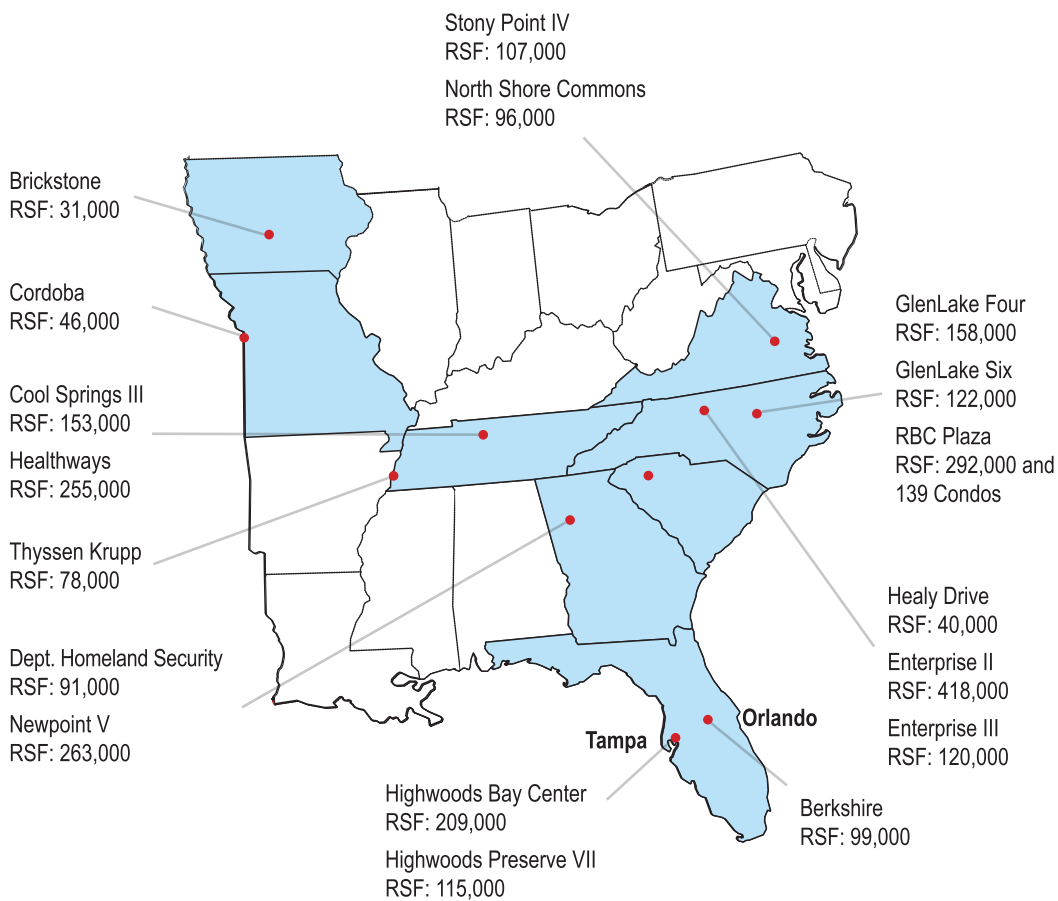 Stony Point IV
RSF: 107,000
North Shore Commons
RSF: 96,000
Brickstone
RSF: 31,000
Cordoba
RSF: 46,000
Cool Springs III
RSF: 153,000
Healthways
RSF: 255,000
Thyssen Krupp
RSF: 78,000
Dept. Homeland Security
RSF: 91,000
Newpoint V
RSF: 263,000
GlenLake Four
RSF: 158,000
GlenLake Six
RSF: 122,000
RBC Plaza
RSF: 292,000 and
139 Condos
Healy Drive
RSF: 40,000
Enterprise II
RSF: 418,000
Enterprise III
RSF: 120,000
Orlando
Tampa
Highwoods Bay Center
RSF: 209,000
Highwoods Preserve VII
RSF: 115,000
Berkshire
RSF: 99,000